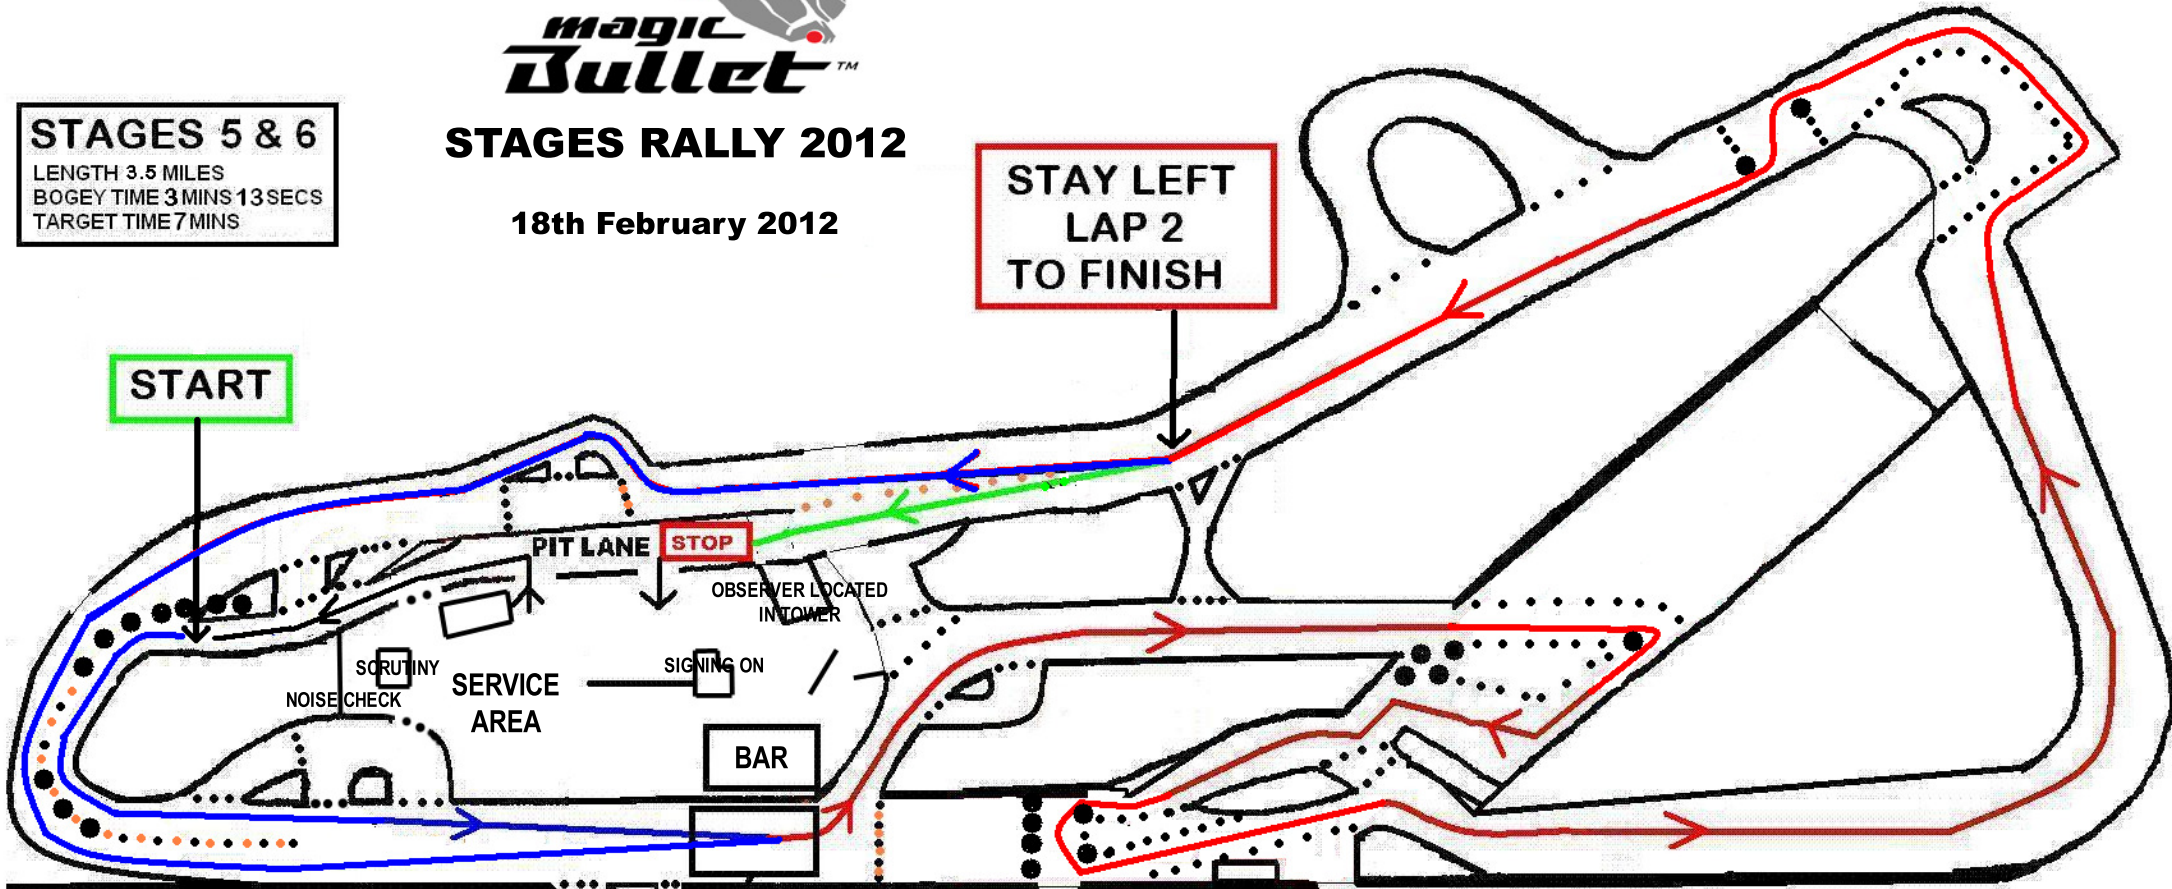 magic
Bullet™
STAGES RALLY 2012
18th February 2012
STAGES 5 & 6
LENGTH 3.5 MILES
BOGEY TIME 3 MINS 13 SECS
TARGET TIME 7 MINS
STAY LEFT
LAP 2
TO FINISH
START
PIT LANE
STOP
OBSERVER LOCATED
IN TOWER
SCRUTINY
SIGNING ON
NOISE CHECK
SERVICE
AREA
BAR